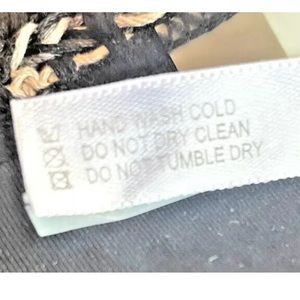 HAND WASH COLD
DO NOT DRY CLEAN
DO NOT TUMBLE DRY